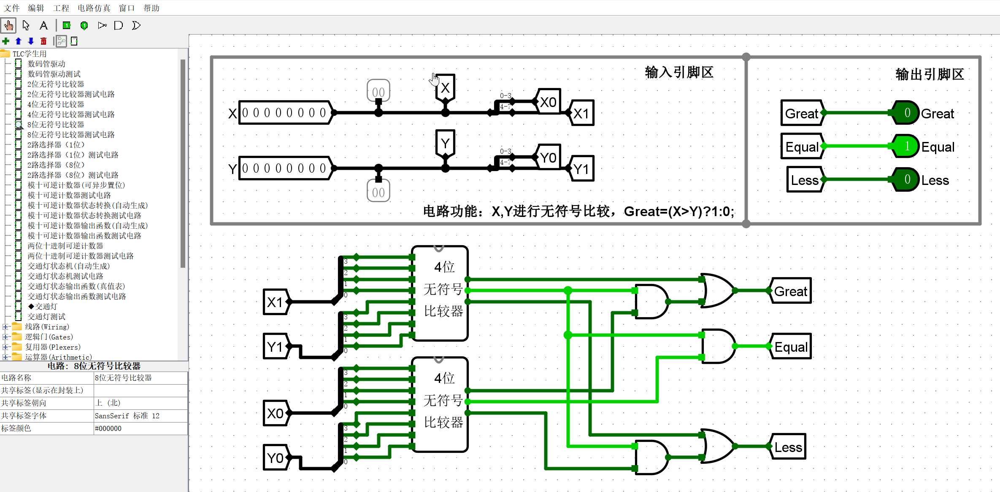 文件 编辑 工程 电路仿真 窗口 帮助
A 1 1
TLC学生用
数码管驱动
数码管驱动测试
2位无符号比较器
2位无符号比较器测试电路
4位无符号比较器
4位无符号比较器测试电路
8位无符号比较器
8位无符号比较器测试电路
2路选择器（1位）
2路选择器（1位）测试电路
2路选择器（8位）
2路选择器（8位）测试电路
模十可逆计数器(可异步置位)
模十可逆计数器测试电路
模十可逆计数器状态转换(自动生成)
模十可逆计数器状态转换测试电路
模十可逆计数器输出函数(自动生成)
模十可逆计数器输出函数测试电路
两位十进制可逆计数器
两位十进制可逆计数器测试电路
交通灯状态机(自动生成)
交通灯状态机测试电路
交通灯状态输出函数(真值表)
交通灯状态输出函数测试电路
◆交通灯
交通灯测试
线路(Wiring)
逻辑门(Gates)
复用器(Plexers)
运算器(Arithmetic)
电路: 8位无符号比较器
电路名称 8位无符号比较器
共享标签(显示在封装上)
共享标签朝向 上 (北)
共享标签字体 SansSerif 标准 12
标签颜色 #000000
输入引脚区
X 0 0 0 0 0 0 0 0 00 X 0-3 4-7 X0 X1
Y 0 0 0 0 0 0 0 0 00 Y 0-3 4-7 Y0 Y1
电路功能：X,Y进行无符号比较，Great=(X>Y)?1:0;
输出引脚区
Great 0 Great
Equal 1 Equal
Less 0 Less
X1 3 2 1 0
Y1 3 2 1 0
4位
无符号
比较器
X0 3 2 1 0
Y0 3 2 1 0
4位
无符号
比较器
Great
Equal
Less